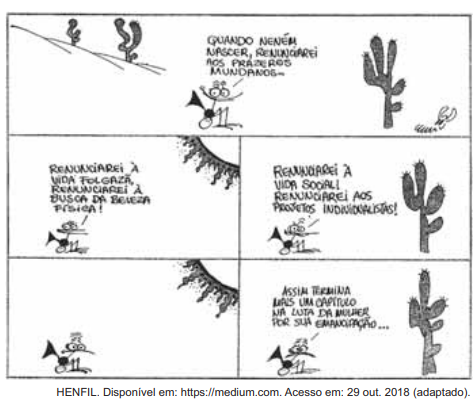 QUANDO NENÉM
NASCER, RENUNCIAREI
AOS PRAZERES
MUNDANOS...
RENUNCIAREI À
VIDA FOLGAZÃ,
RENUNCIAREI À
BUSCA DA BELEZA
FÍSICA!
RENUNCIAREI À
VIDA SOCIAL!
RENUNCIAREI AOS
PROJETOS INDIVIDUALISTAS!
ASSIM TERMINA
MAIS UM CAPÍTULO
NA LUTA DA MULHER
POR SUA EMANCIPAÇÃO...
HENFIL. Disponível em: https://medium.com. Acesso em: 29 out. 2018 (adaptado).